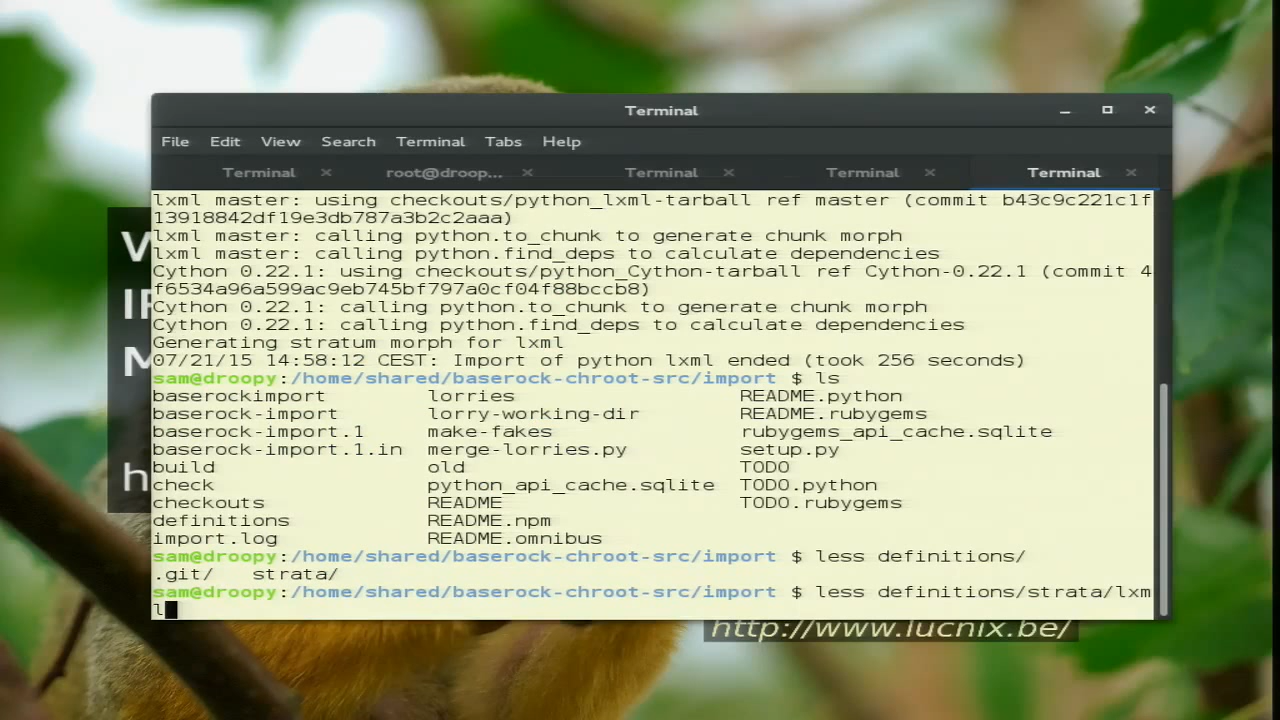 Terminal
File Edit View Search Terminal Tabs Help
Terminal × root@droop... × Terminal × Terminal × Terminal ×
lxml master: using checkouts/python_lxml-tarball ref master (commit b43c9c221c1f
13918842df19e3db787a3b2c2aaa)
lxml master: calling python.to_chunk to generate chunk morph
lxml master: calling python.find_deps to calculate dependencies
Cython 0.22.1: using checkouts/python_Cython-tarball ref Cython-0.22.1 (commit 4
f6534a96a599ac9eb745bf797a0cf04f88bccb8)
Cython 0.22.1: calling python.to_chunk to generate chunk morph
Cython 0.22.1: calling python.find_deps to calculate dependencies
Generating stratum morph for lxml
07/21/15 14:58:12 CEST: Import of python lxml ended (took 256 seconds)
sam@droopy:/home/shared/baserock-chroot-src/import $ ls
baserockimport lorries README.python
baserock-import lorry-working-dir README.rubygems
baserock-import.1 make-fakes rubygems_api_cache.sqlite
baserock-import.1.in merge-lorries.py setup.py
build old TODO
check python_api_cache.sqlite TODO.python
checkouts README TODO.rubygems
definitions README.npm
import.log README.omnibus
sam@droopy:/home/shared/baserock-chroot-src/import $ less definitions/
.git/ strata/
sam@droopy:/home/shared/baserock-chroot-src/import $ less definitions/strata/lxm
l
http://www.lucnix.be/